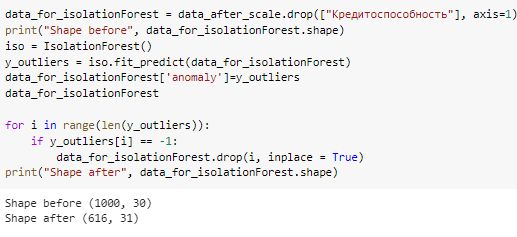 data_for_isolationForest = data_after_scale.drop(["Кредитоспособность"], axis=1)
print("Shape before", data_for_isolationForest.shape)
iso = IsolationForest()
y_outliers = iso.fit_predict(data_for_isolationForest)
data_for_isolationForest['anomaly']=y_outliers
data_for_isolationForest

for i in range(len(y_outliers)):
    if y_outliers[i] == -1:
        data_for_isolationForest.drop(i, inplace = True)
print("Shape after", data_for_isolationForest.shape)

Shape before (1000, 30)
Shape after (616, 31)